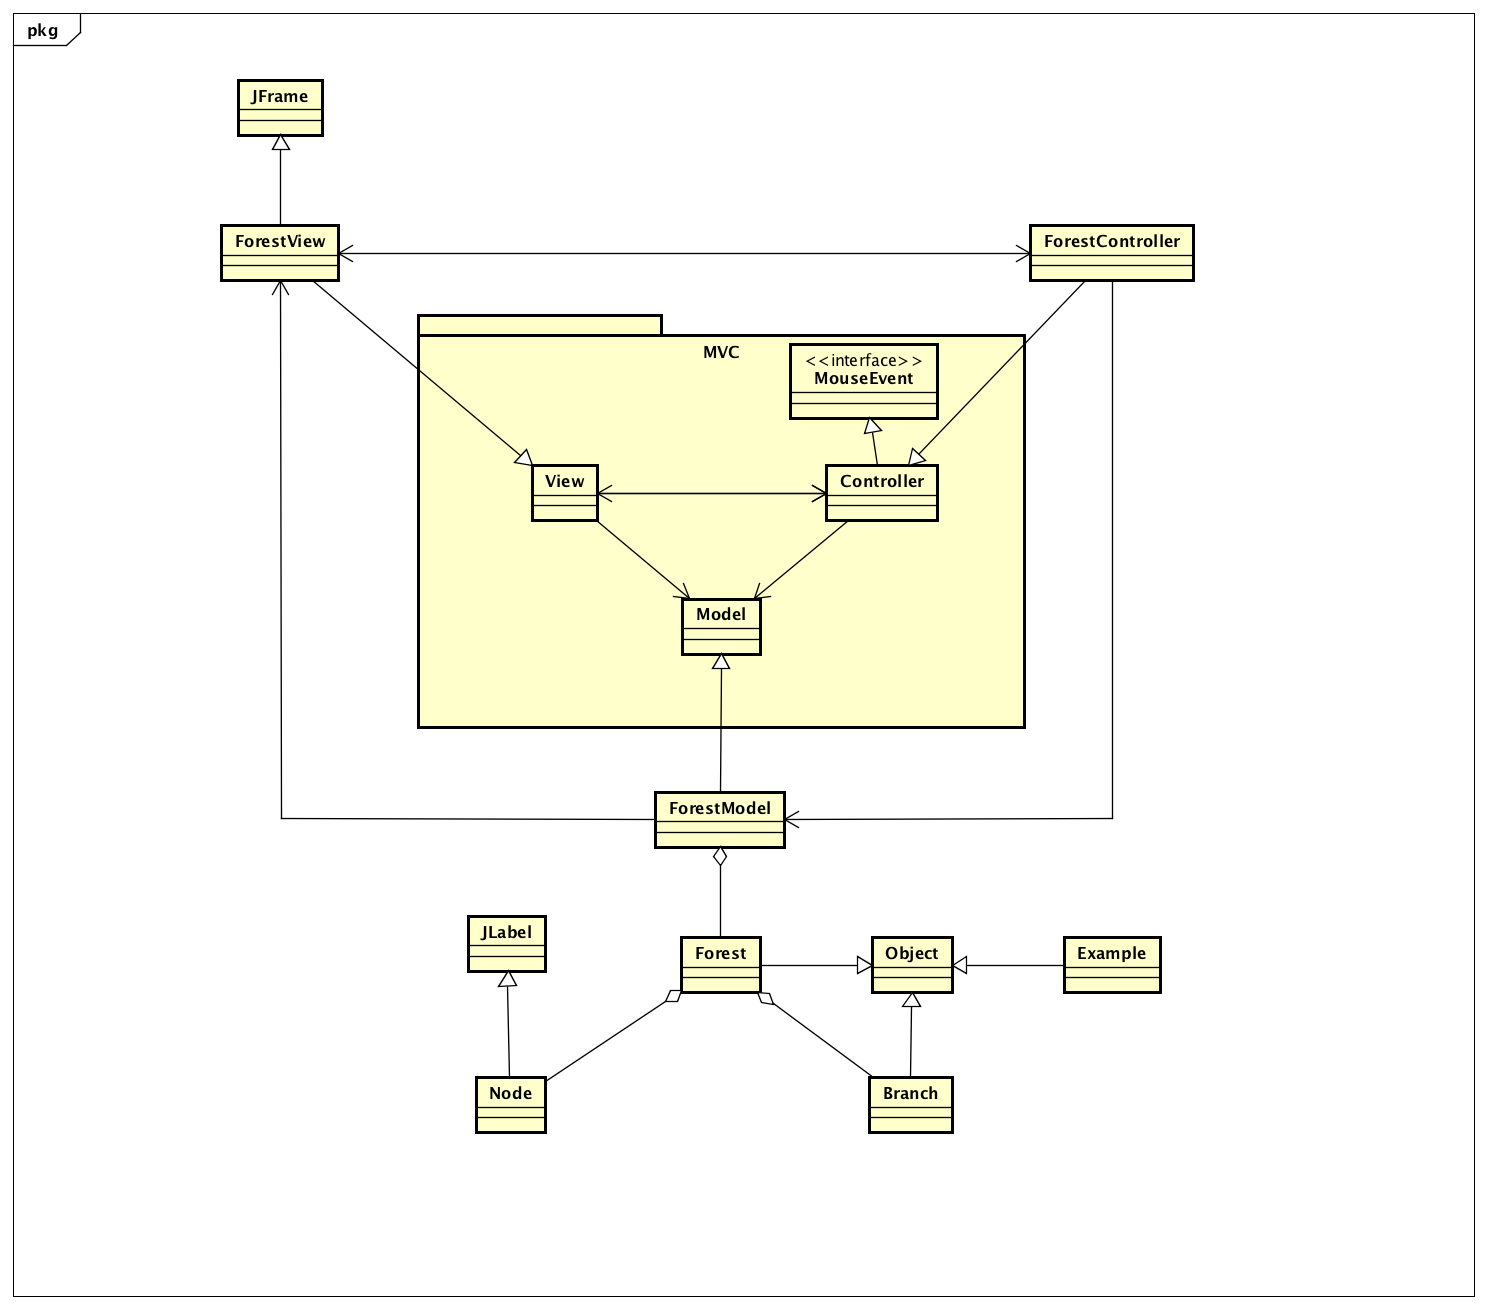 pkg
JFrame
ForestView
ForestController
MVC
<<interface>>
MouseEvent
View
Controller
Model
ForestModel
JLabel
Forest
Object
Example
Node
Branch